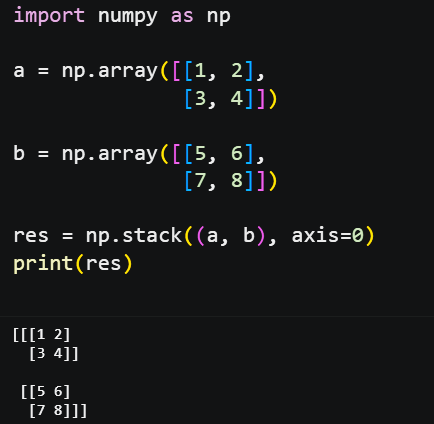 import numpy as np
a = np.array([[1, 2],
              [3, 4]])
b = np.array([[5, 6],
              [7, 8]])
res = np.stack((a, b), axis=0)
print(res)
[[[1 2]
  [3 4]]
 [[5 6]
  [7 8]]]